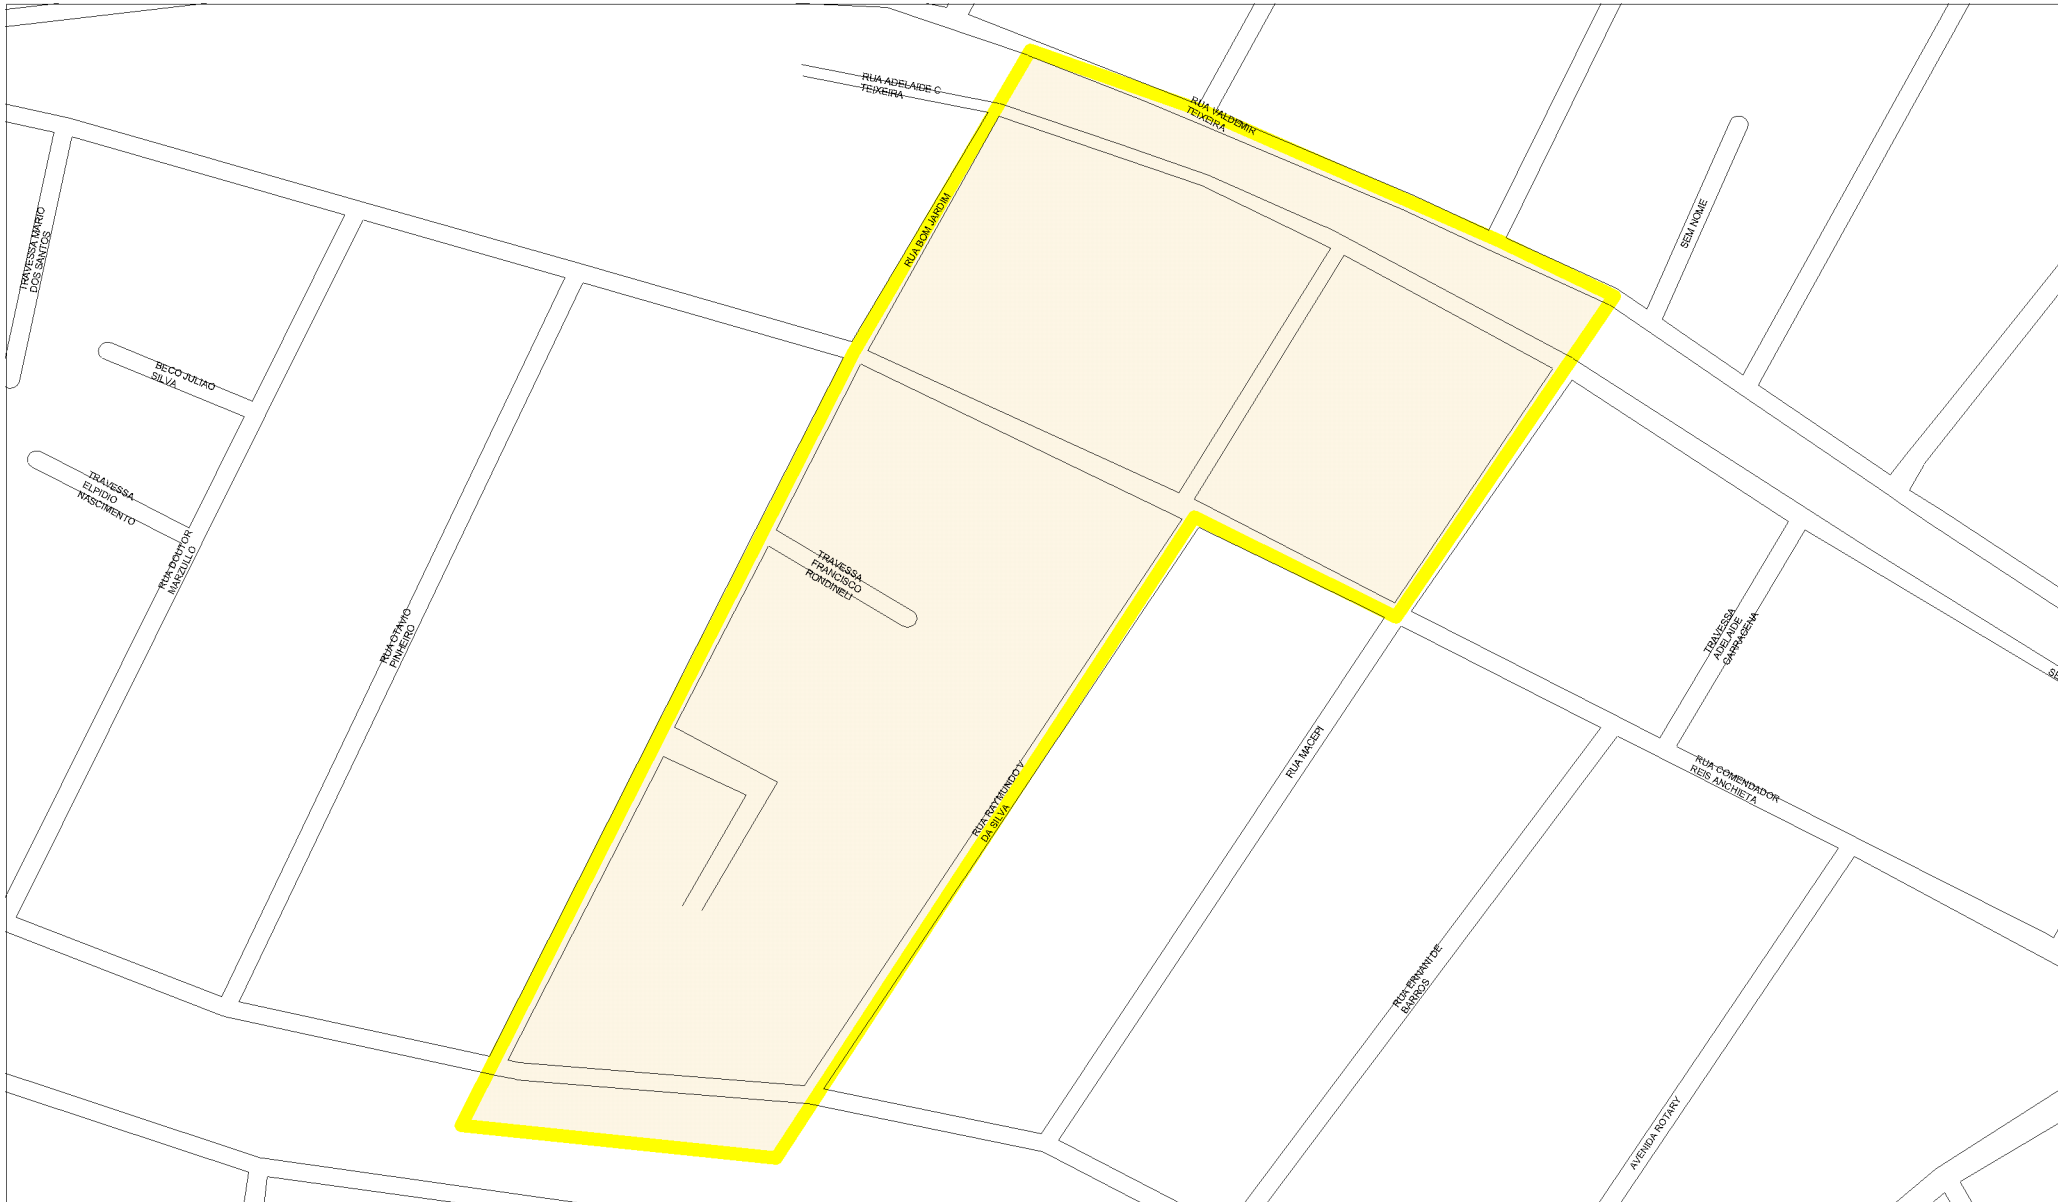 RUA ADELAIDE C
TEIXEIRA
RUA VALDEMIR
TEIXEIRA
RUA BOM JARDIM
SEM NOME
TRAVESSA MARIO
DOS SANTOS
BECO JULIAO
SILVA
TRAVESSA
ELPIDIO
NASCIMENTO
RUA DOUTOR
MARZULLO
RUA OTAVIO
PINHEIRO
TRAVESSA
FRANCISCO
RONDINELI
TRAVESSA
ADELAIDE
CARRACENA
RUA MACEPI
RUA RAYMUNDO V
DA SILVA
RUA COMENDADOR
REIS ANCHIETA
RUA ERNANI DE
BARROS
AVENIDA ROTARY